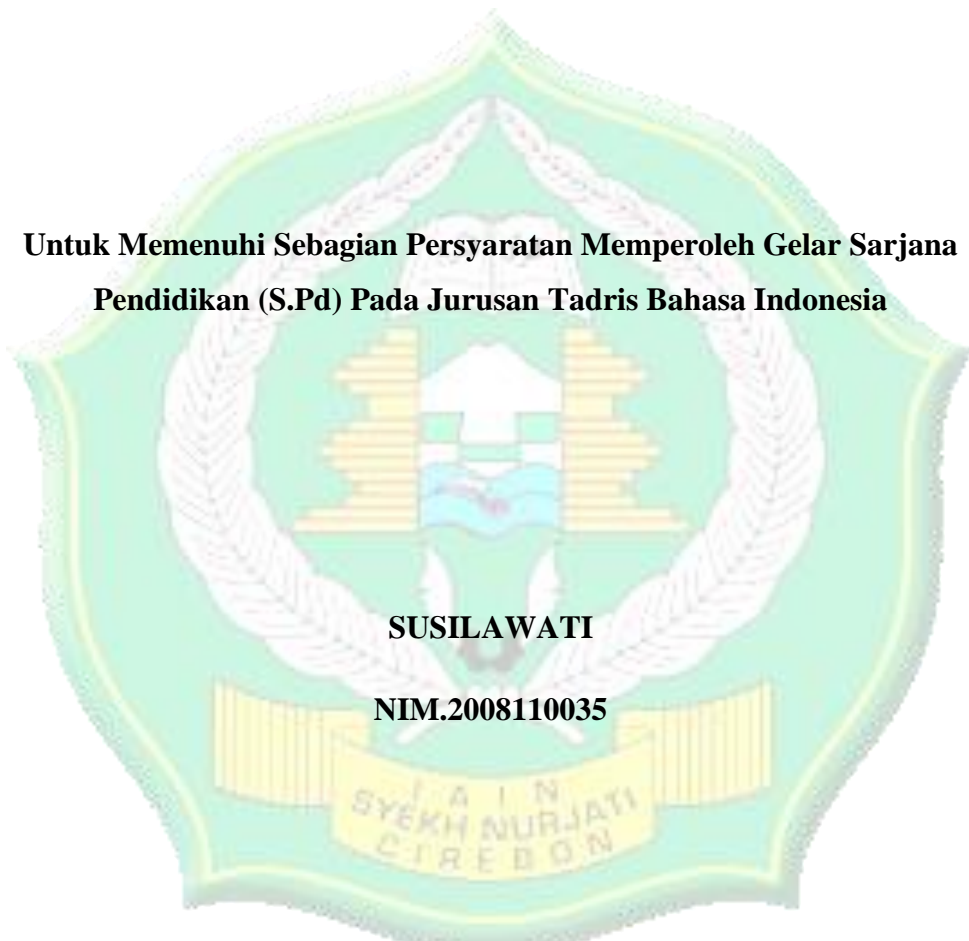 Untuk Memenuhi Sebagian Persyaratan Memperoleh Gelar Sarjana
Pendidikan (S.Pd) Pada Jurusan Tadris Bahasa Indonesia
SUSILAWATI
NIM.2008110035
IAIN
SYEKH NURJATI
CIREBON